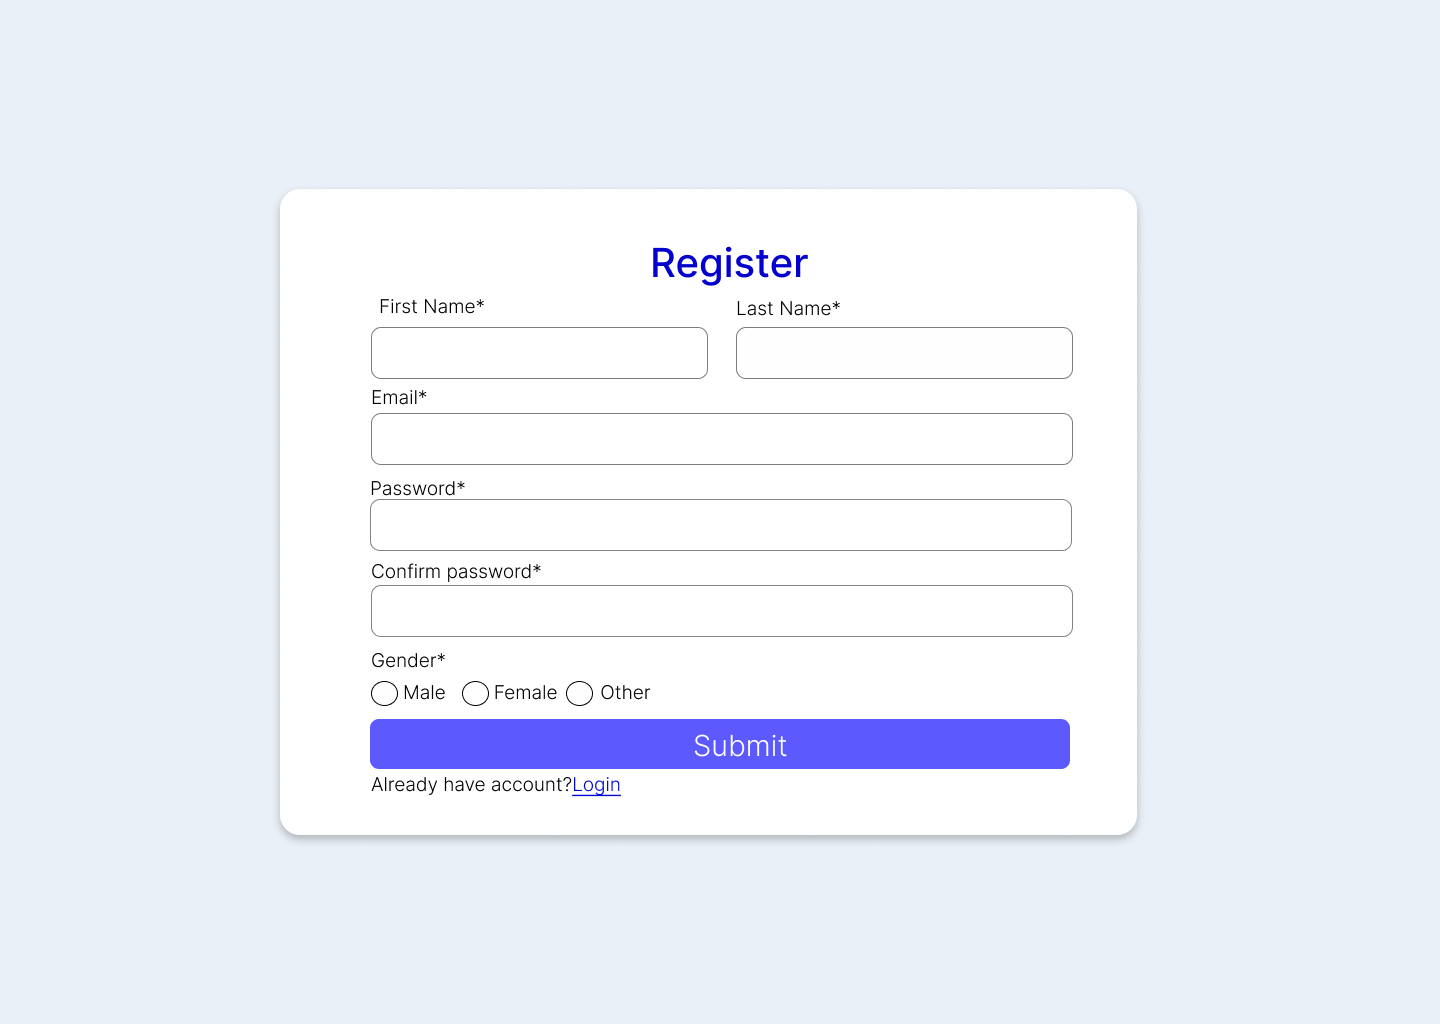 Register
First Name* Last Name*
Email*
Password*
Confirm password*
Gender*
Male Female Other
Submit
Already have account?Login